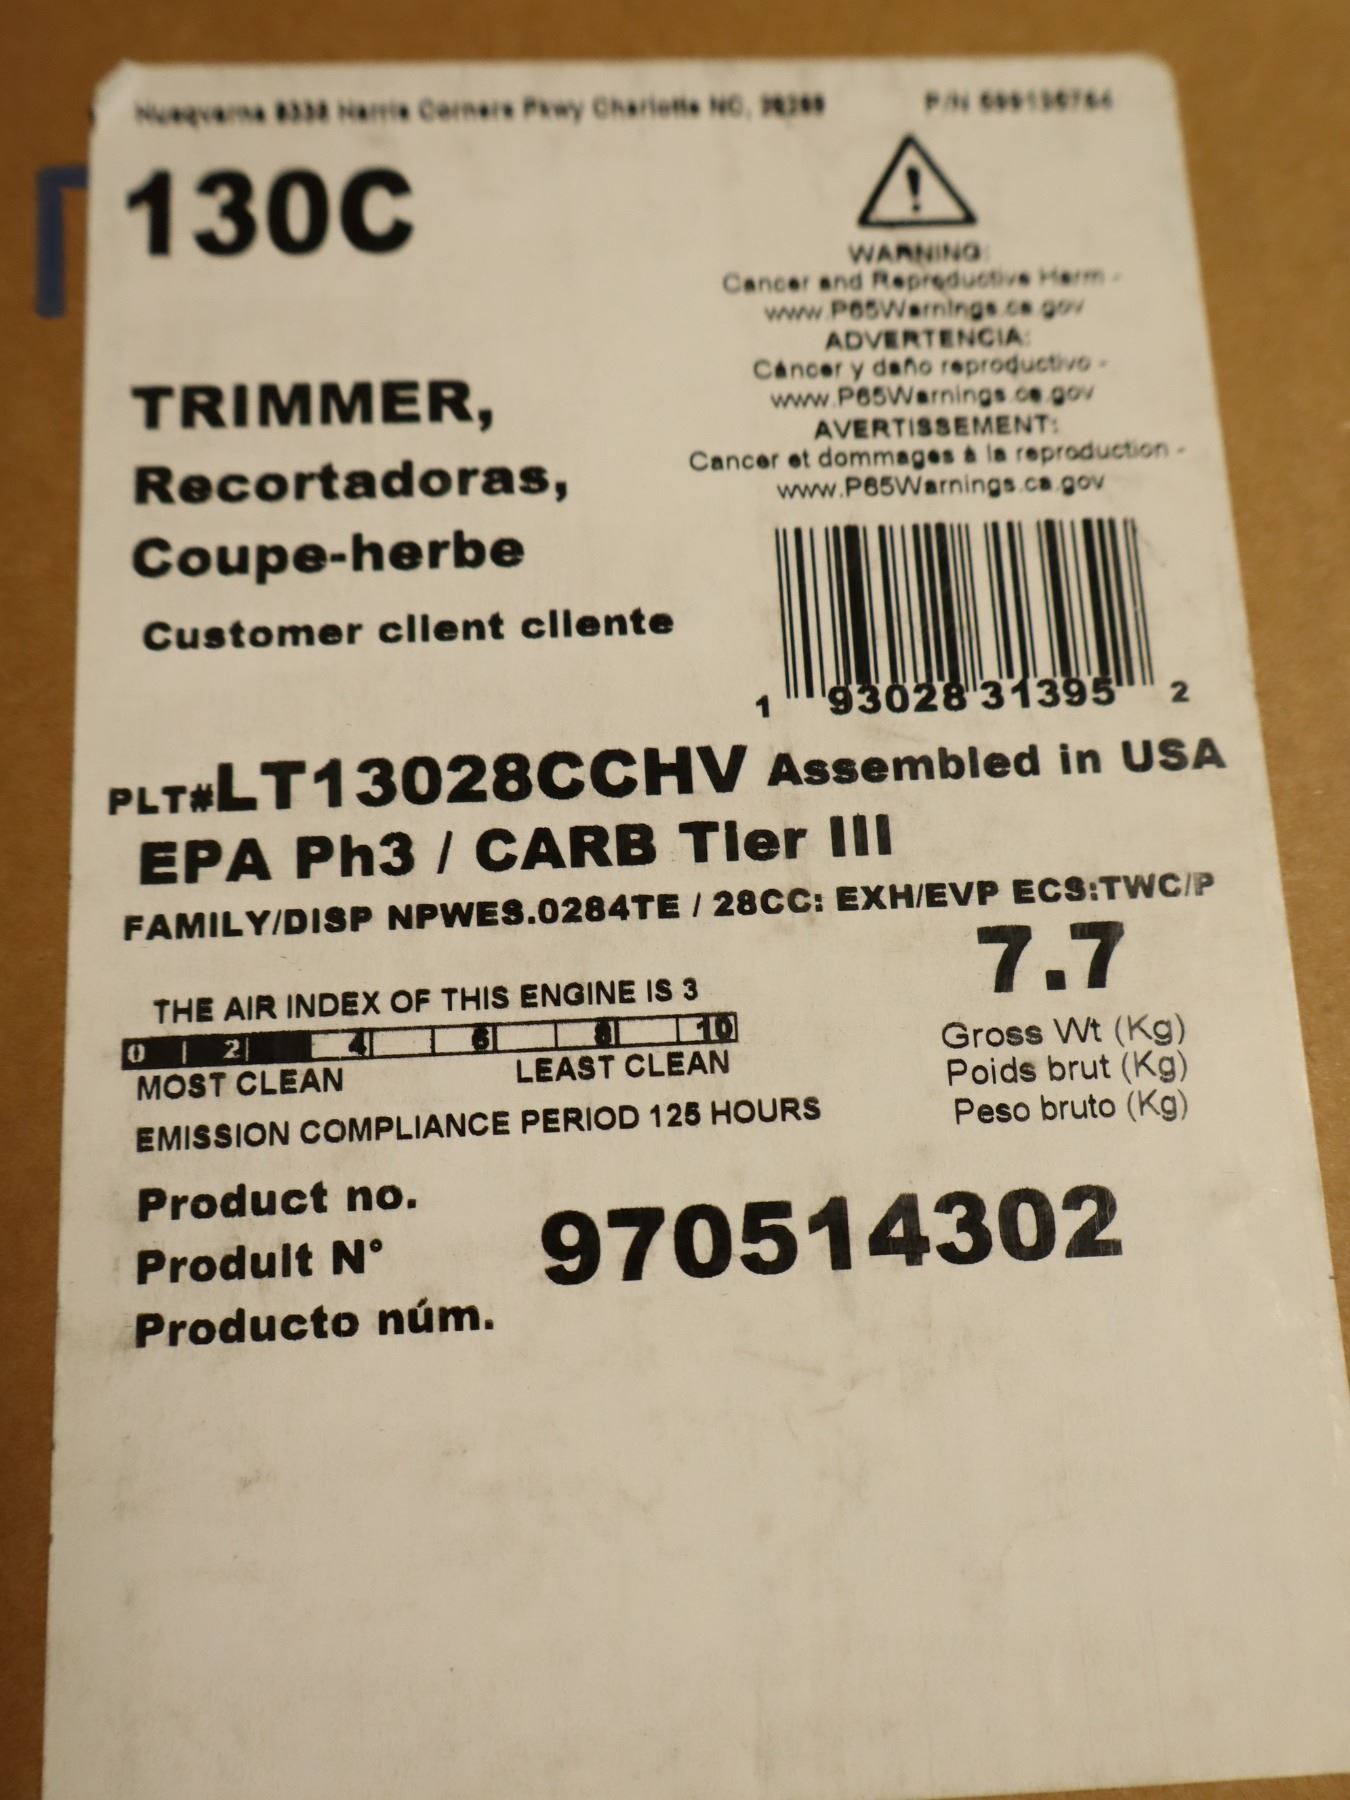 Husqvarna 9335 Harris Corners Pkwy Charlotte NC, 28269
P/N
130C
WARNING:
Cancer and Reproductive Harm -
www.P65Warnings.ca.gov
ADVERTENCIA:
Cáncer y daño reproductivo -
www.P65Warnings.ca.gov
AVERTISSEMENT:
Cancer et dommages à la reproduction -
www.P65Warnings.ca.gov
TRIMMER,
Recortadoras,
Coupe-herbe
Customer client cliente
1 93028 31395 2
PLT#LT13028CCHV Assembled in USA
EPA Ph3 / CARB Tier III
FAMILY/DISP NPWES.0284TE / 28CC: EXH/EVP ECS:TWC/P
THE AIR INDEX OF THIS ENGINE IS 3
0 2 4 6 8 10
MOST CLEAN LEAST CLEAN
EMISSION COMPLIANCE PERIOD 125 HOURS
7.7
Gross Wt (Kg)
Poids brut (Kg)
Peso bruto (Kg)
Product no.
Produit N°
Producto núm.
970514302